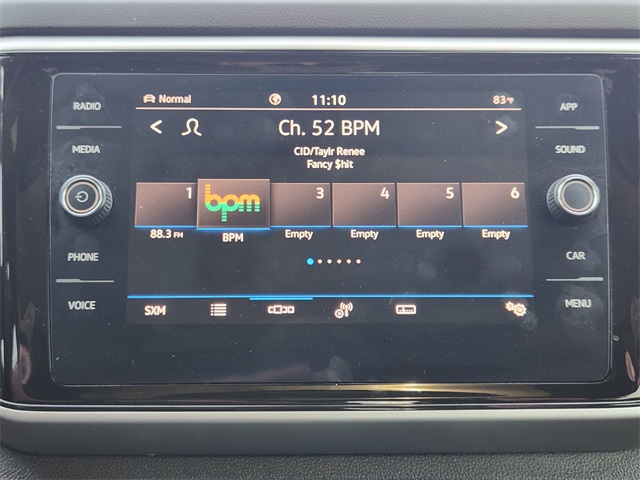 RADIO
MEDIA
PHONE
VOICE
Normal 11:10 83°F
< Ch. 52 BPM >
CID/Taylr Renee
Fancy $hit
1 bpm 3 4 5 6
88.3 FM BPM Empty Empty Empty Empty
SXM
APP
SOUND
CAR
MENU